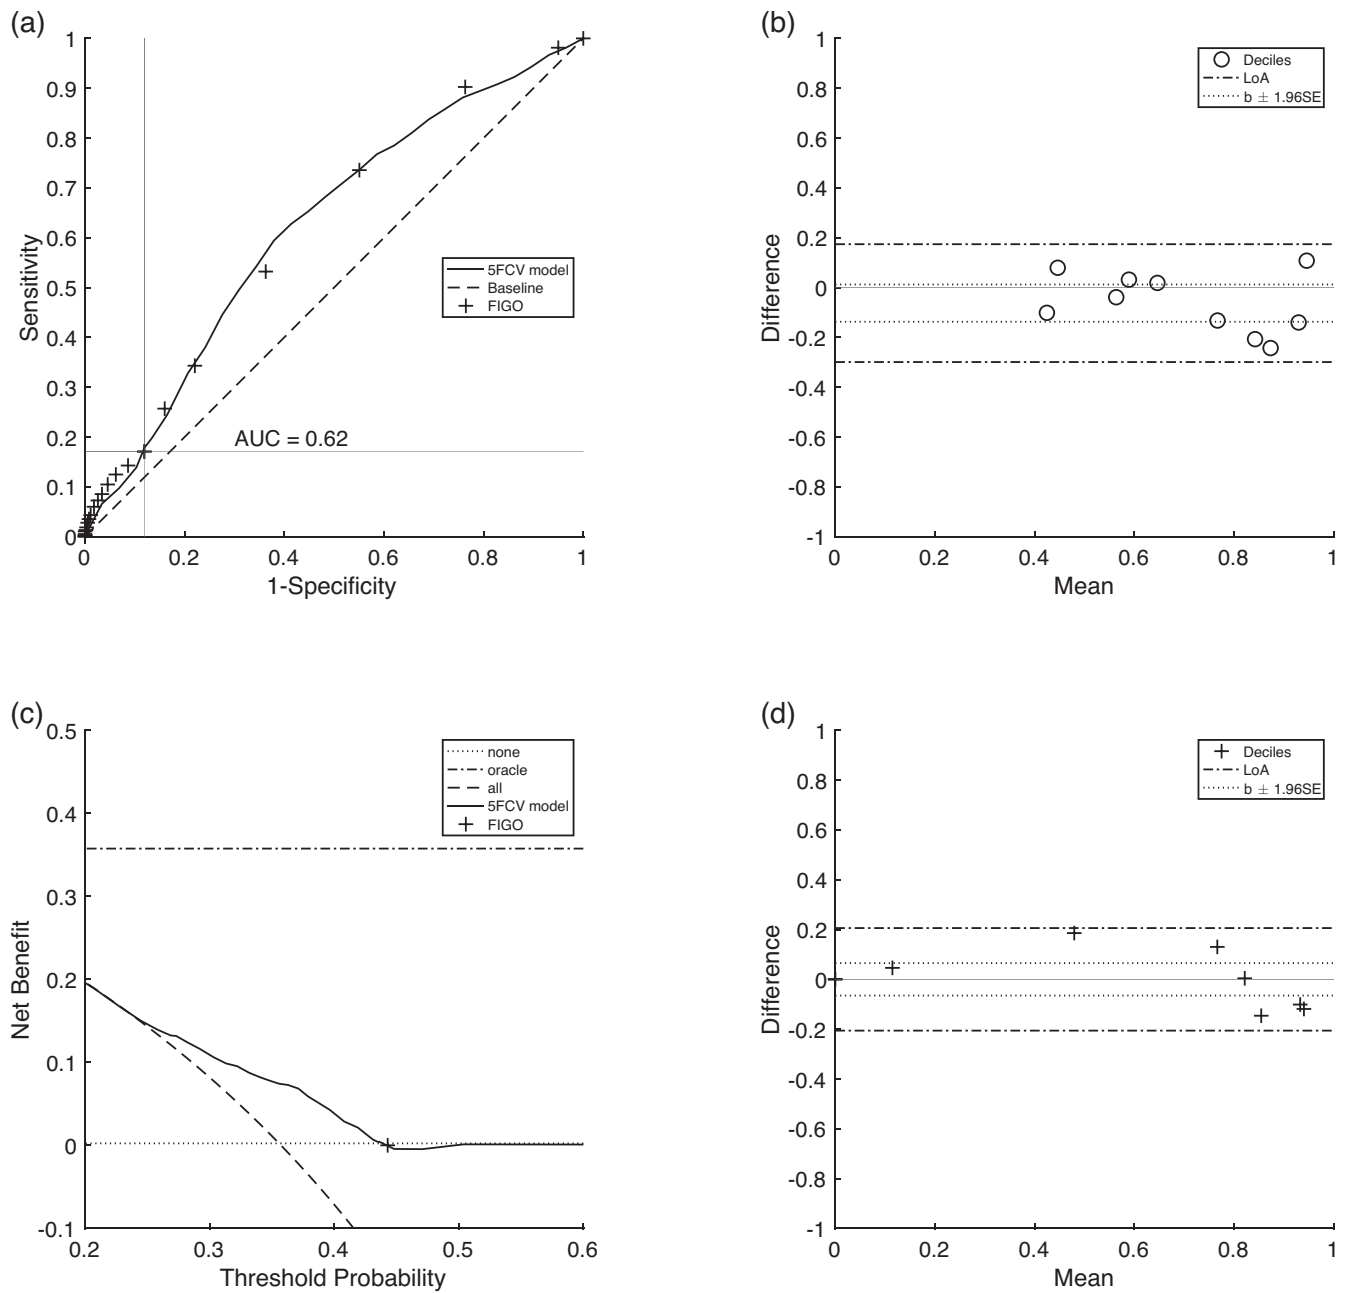 (a)
1
0.9
0.8
0.7
0.6
0.5
0.4
0.3
0.2
0.1
0
Sensitivity
5FCV model
Baseline
FIGO
AUC = 0.62
0 0.2 0.4 0.6 0.8 1
1-Specificity
(b)
1
0.8
0.6
0.4
0.2
0
-0.2
-0.4
-0.6
-0.8
-1
Difference
Deciles
LoA
b ± 1.96SE
0 0.2 0.4 0.6 0.8 1
Mean
(c)
0.5
0.4
0.3
0.2
0.1
0
-0.1
Net Benefit
none
oracle
all
5FCV model
FIGO
0.2 0.3 0.4 0.5 0.6
Threshold Probability
(d)
1
0.8
0.6
0.4
0.2
0
-0.2
-0.4
-0.6
-0.8
-1
Difference
Deciles
LoA
b ± 1.96SE
0 0.2 0.4 0.6 0.8 1
Mean